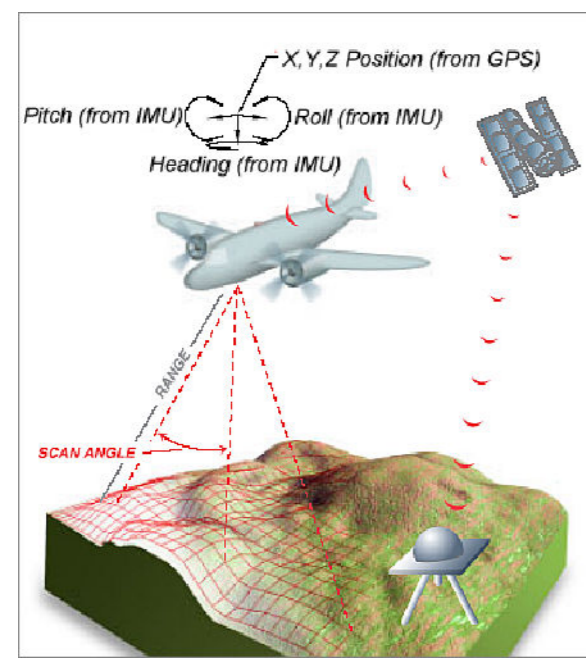 X,Y,Z Position (from GPS)
Pitch (from IMU)
Roll (from IMU)
Heading (from IMU)
RANGE
SCAN ANGLE